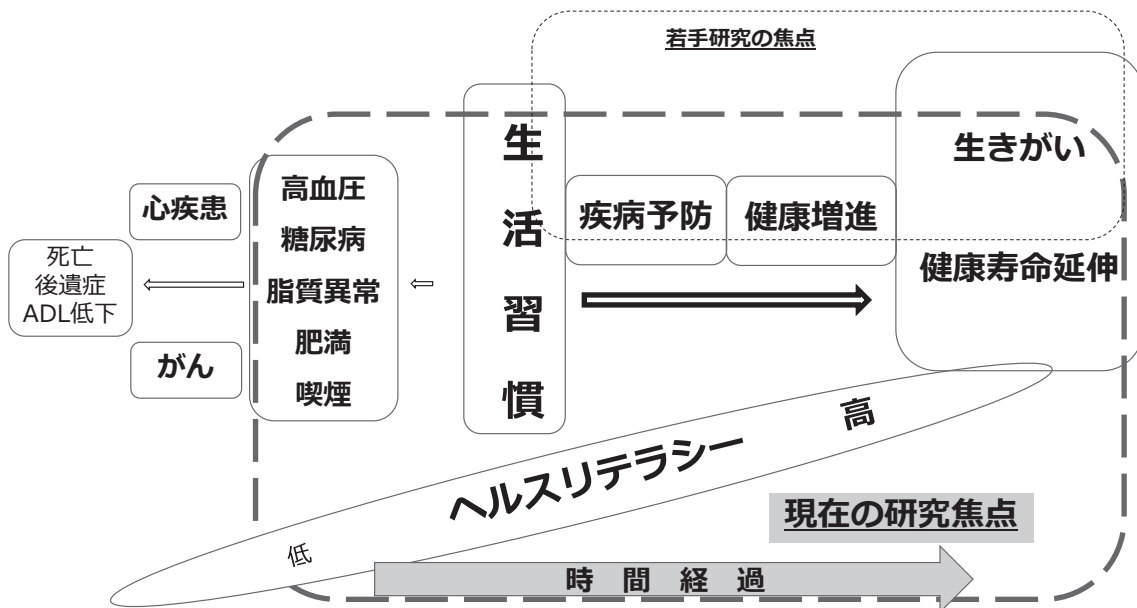 若手研究の焦点
死亡
後遺症
ADL低下
心疾患
がん
高血圧
糖尿病
脂質異常
肥満
喫煙
生活習慣
疾病予防
健康増進
生きがい
健康寿命延伸
低
ヘルスリテラシー
高
現在の研究焦点
時間経過